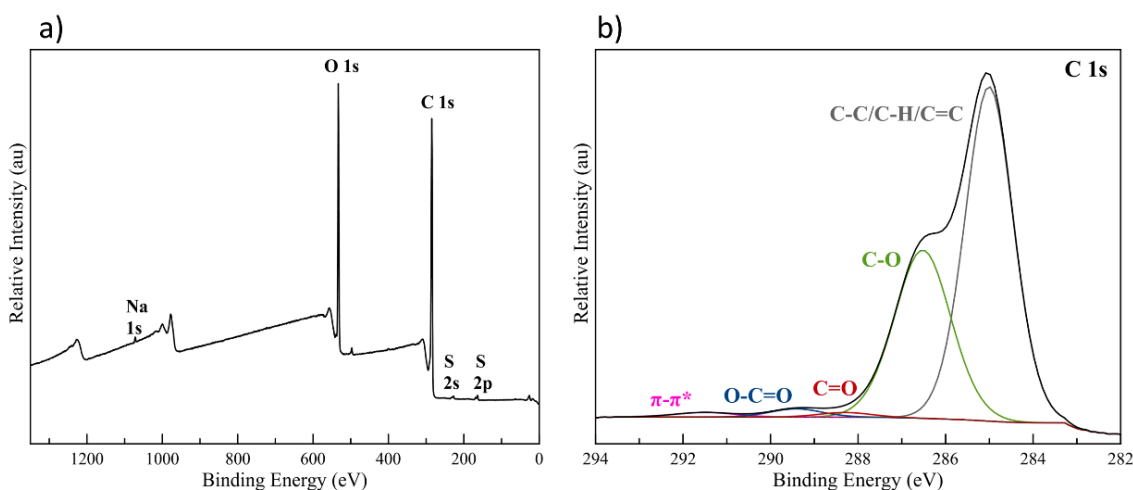 a)
O 1s
C 1s
Na
1s
S
2s
S
2p
Relative Intensity (au)
1200
1000
800
600
400
200
0
Binding Energy (eV)
b)
C 1s
C-C/C-H/C=C
C-O
C=O
O-C=O
π-π*
Relative Intensity (au)
294
292
290
288
286
284
282
Binding Energy (eV)